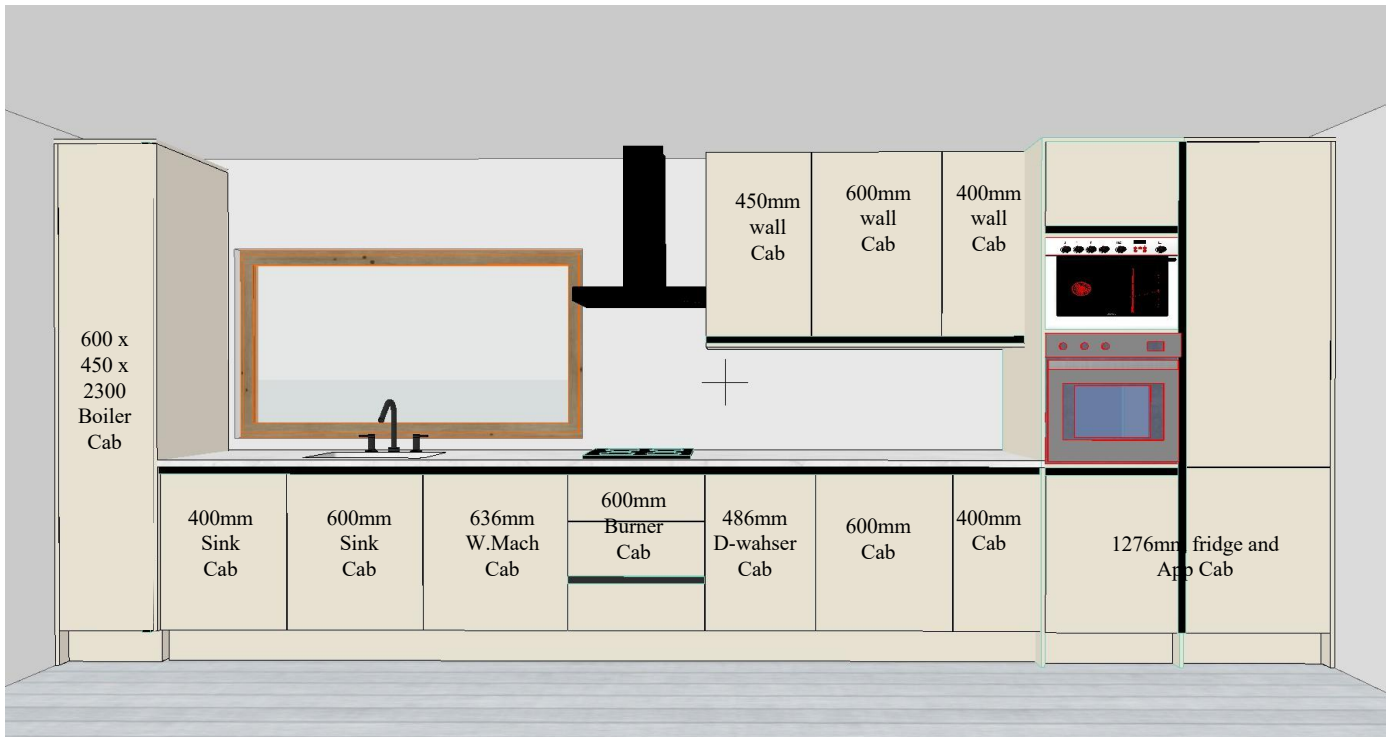 600 x
450 x
2300
Boiler
Cab
450mm
wall
Cab
600mm
wall
Cab
400mm
wall
Cab
400mm
Sink
Cab
600mm
Sink
Cab
636mm
W.Mach
Cab
600mm
Burner
Cab
486mm
D-wahser
Cab
600mm
Cab
400mm
Cab
1276mm fridge and
App Cab